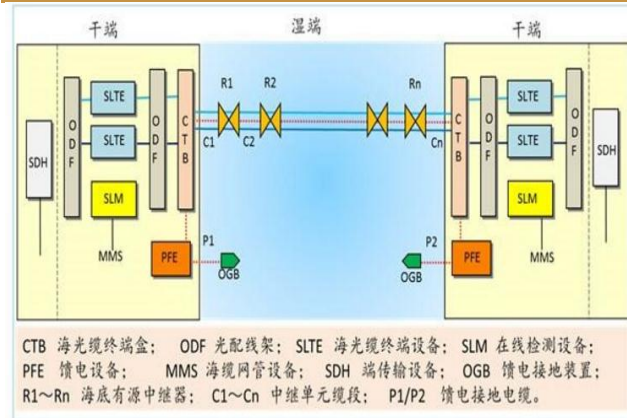 干端
湿端
干端
SDH
ODF
SLTE
SLTE
SLM
MMS
ODF
CTB
PFE
P1
OGB
C1
R1
C2
R2
Rn
Cn
P2
OGB
CTB
PFE
ODF
SLTE
SLTE
SLM
MMS
ODF
SDH
CTB 海光缆终端盒； ODF 光配线架； SLTE 海光缆终端设备； SLM 在线检测设备；
PFE 馈电设备； MMS 海缆网管设备； SDH 端传输设备； OGB 馈电接地装置；
R1～Rn 海底有源中继器； C1～Cn 中继单元缆段； P1/P2 馈电接地电缆。